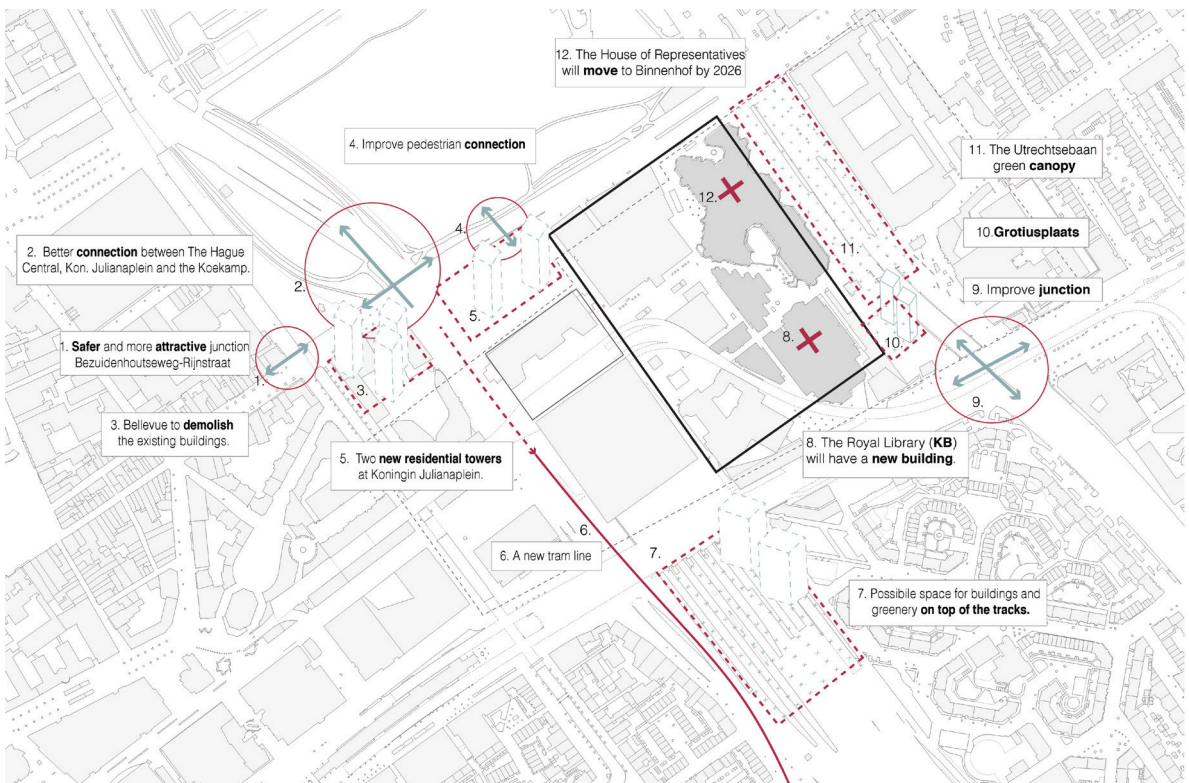 12. The House of Representatives
will move to Binnenhof by 2026
4. Improve pedestrian connection
11. The Utrechtsebaan
green canopy
12.
4.
10.Grotiusplaats
2. Better connection between The Hague
Central, Kon. Julianaplein and the Koekamp.
11.
2.
9. Improve junction
5.
8.
10.
1. Safer and more attractive junction
Bezuidenhoutseweg-Rijnstraat
1.
3.
9.
3. Bellevue to demolish
the existing buildings.
8. The Royal Library (KB)
will have a new building.
5. Two new residential towers
at Koningin Julianaplein.
6.
6. A new tram line
7.
7. Possibile space for buildings and
greenery on top of the tracks.